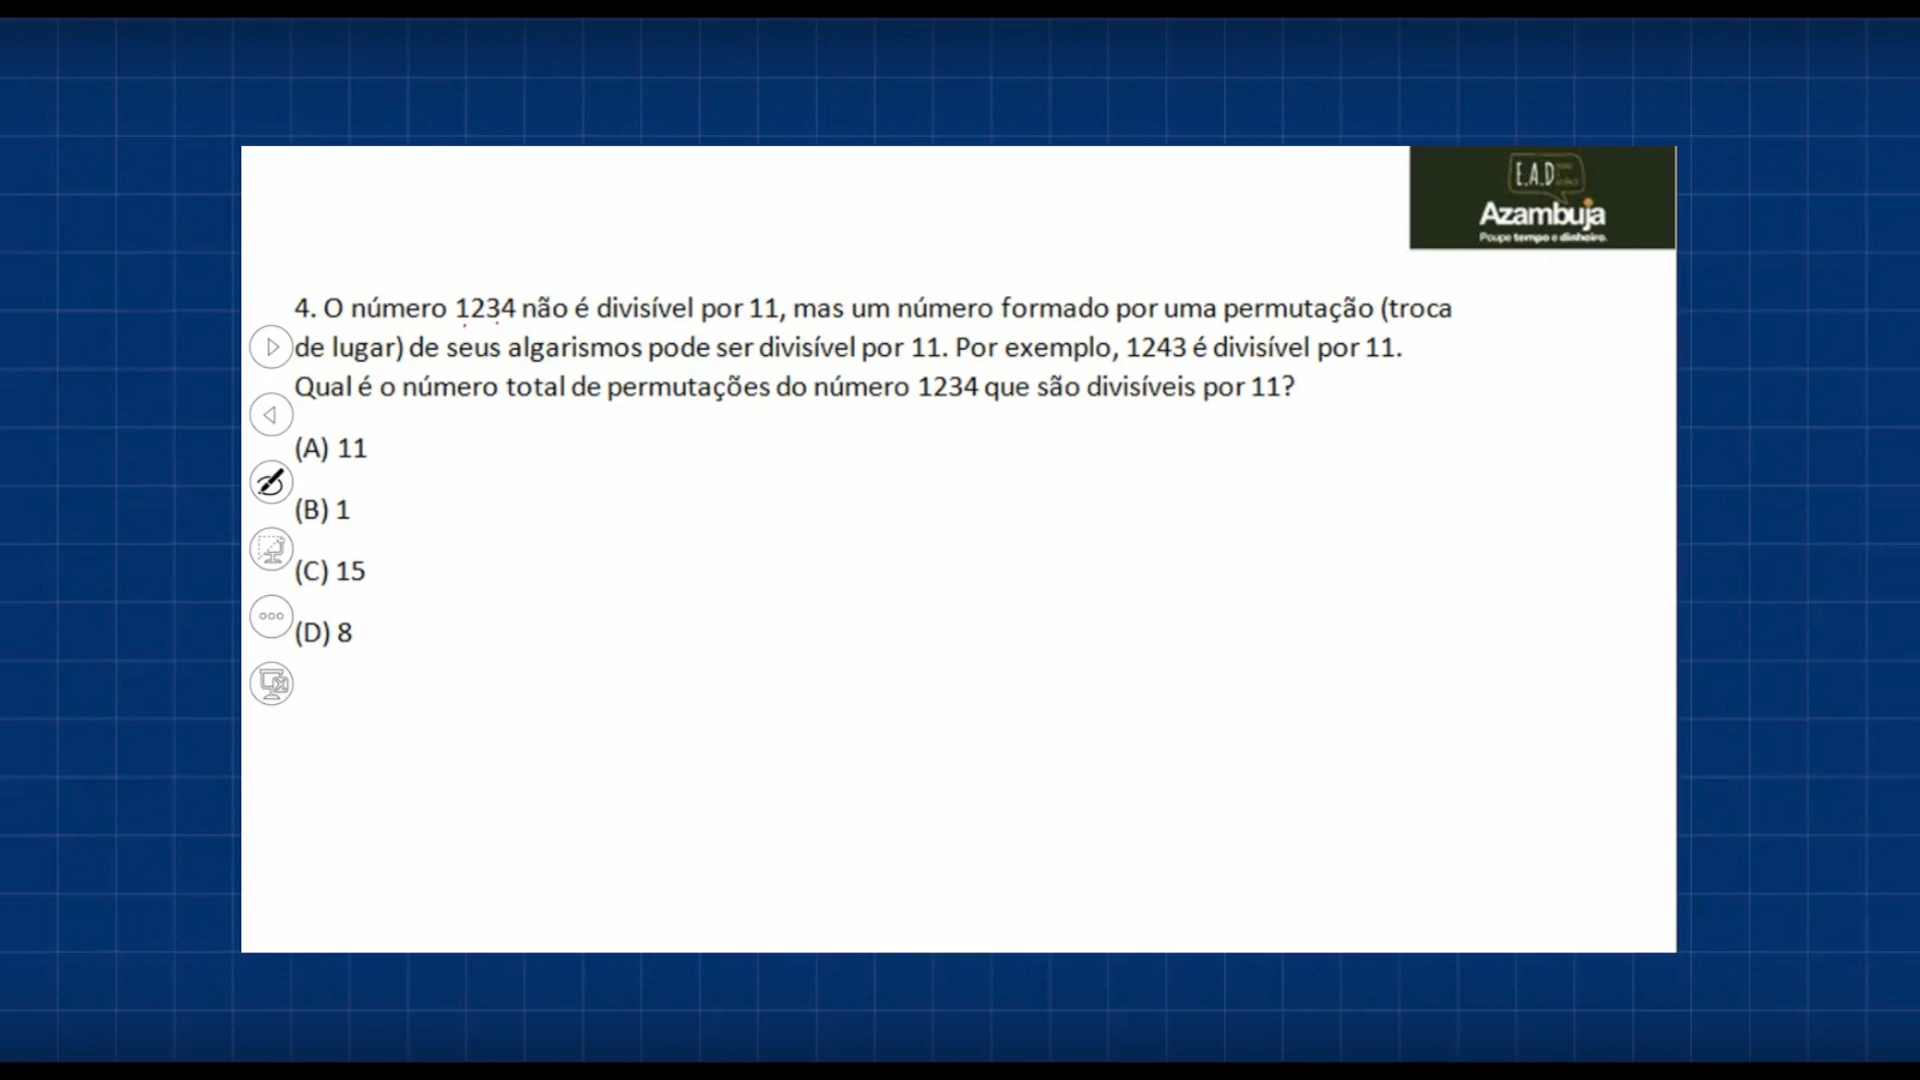 E.A.D
Azambuja
Poupe tempo e dinheiro.
4. O número 1234 não é divisível por 11, mas um número formado por uma permutação (troca
de lugar) de seus algarismos pode ser divisível por 11. Por exemplo, 1243 é divisível por 11.
Qual é o número total de permutações do número 1234 que são divisíveis por 11?
(A) 11
(B) 1
(C) 15
(D) 8